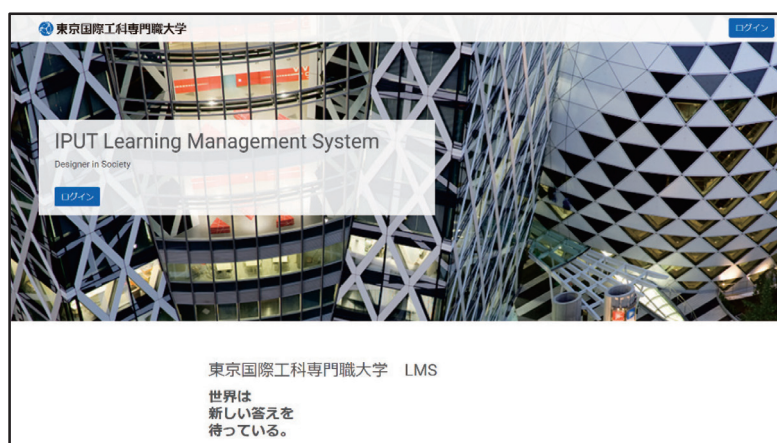 東京国際工科専門職大学
ログイン
IPUT Learning Management System
Designer in Society
ログイン
東京国際工科専門職大学　LMS
世界は
新しい答えを
待っている。